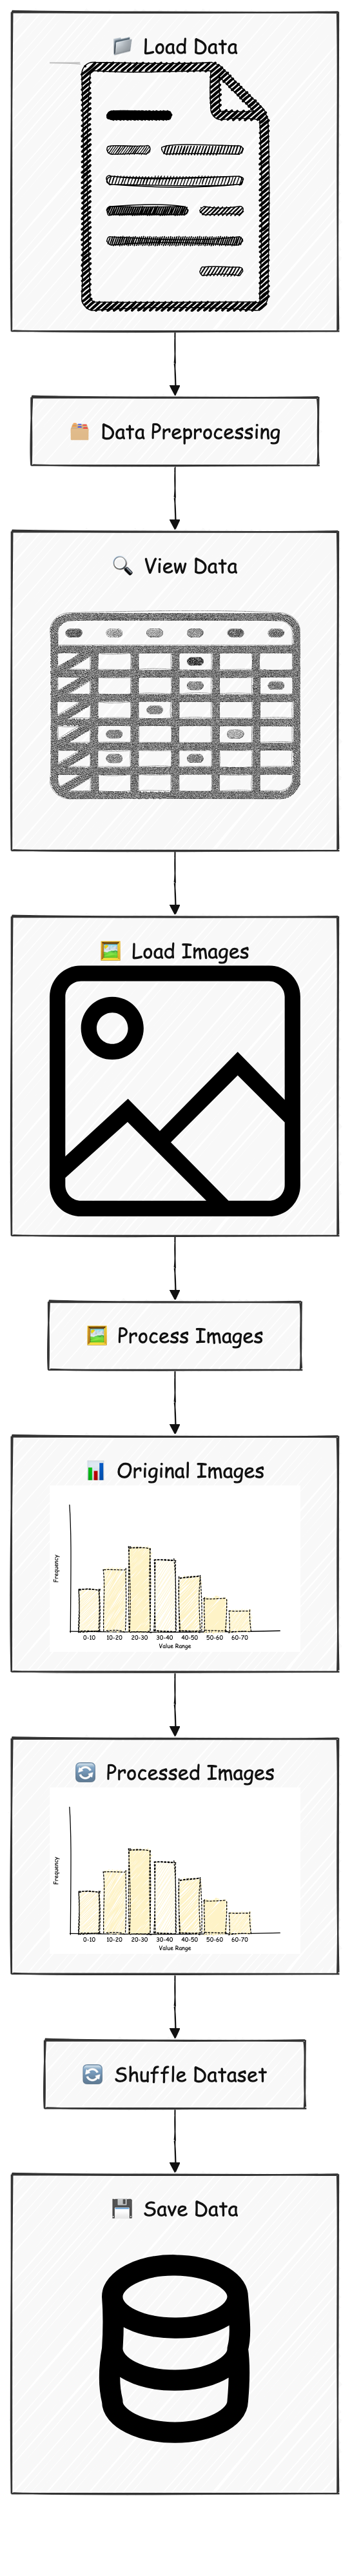 📁 Load Data
🗂️ Data Preprocessing
🔍 View Data
🖼️ Load Images
🖼️ Process Images
📊 Original Images
Frequency
0-10 10-20 20-30 30-40 40-50 50-60 60-70
Value Range
🔄 Processed Images
Frequency
0-10 10-20 20-30 30-40 40-50 50-60 60-70
Value Range
🔄 Shuffle Dataset
💾 Save Data